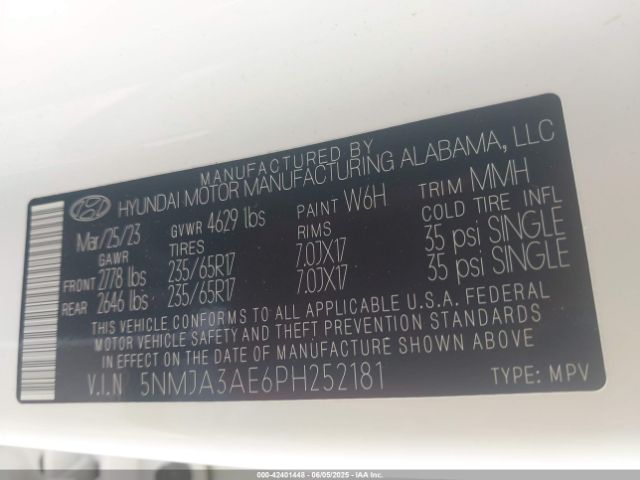 MANUFACTURED BY
HYUNDAI MOTOR MANUFACTURING ALABAMA, LLC
Mar/25/23 GVWR 4629 lbs PAINT W6H TRIM MMH
GAWR TIRES RIMS COLD TIRE INFL
FRONT 2778 lbs 235/65R17 7.0JX17 35 psi SINGLE
REAR 2646 lbs 235/65R17 7.0JX17 35 psi SINGLE
THIS VEHICLE CONFORMS TO ALL APPLICABLE U.S.A. FEDERAL
MOTOR VEHICLE SAFETY AND THEFT PREVENTION STANDARDS
IN EFFECT ON THE DATE OF MANUFACTURE SHOWN ABOVE
V.I.N 5NMJA3AE6PH252181 TYPE: MPV
000-42401448 - 06/05/2025 - IAAI.COM